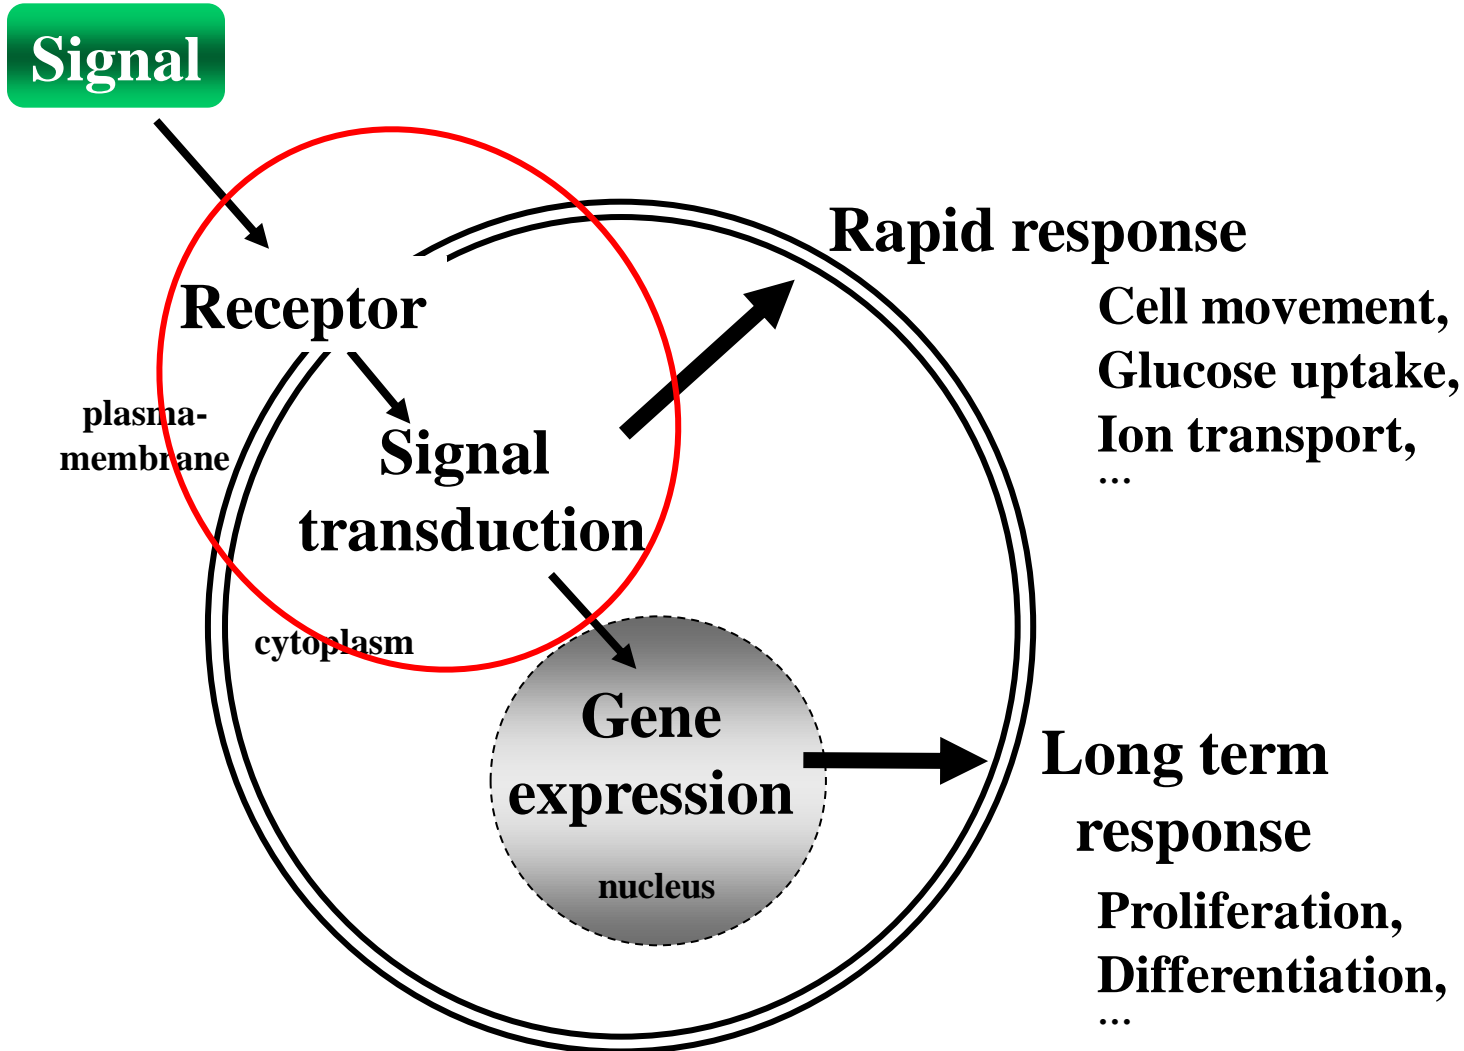 Signal
Receptor
plasma-
membrane
Signal
transduction
cytoplasm
Gene
expression
nucleus
Rapid response
Cell movement,
Glucose uptake,
Ion transport,
...
Long term
response
Proliferation,
Differentiation,
...